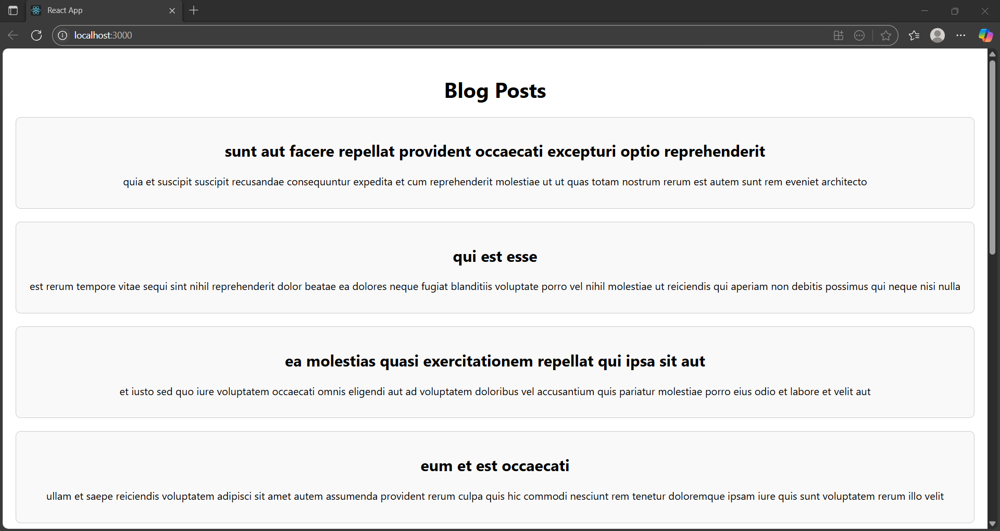 React App
localhost:3000
Blog Posts
sunt aut facere repellat provident occaecati excepturi optio reprehenderit
quia et suscipit suscipit recusandae consequuntur expedita et cum reprehenderit molestiae ut ut quas totam nostrum rerum est autem sunt rem eveniet architecto
qui est esse
est rerum tempore vitae sequi sint nihil reprehenderit dolor beatae ea dolores neque fugiat blanditiis voluptate porro vel nihil molestiae ut reiciendis qui aperiam non debitis possimus qui neque nisi nulla
ea molestias quasi exercitationem repellat qui ipsa sit aut
et iusto sed quo iure voluptatem occaecati omnis eligendi aut ad voluptatem doloribus vel accusantium quis pariatur molestiae porro eius odio et labore et velit aut
eum et est occaecati
ullam et saepe reiciendis voluptatem adipisci sit amet autem assumenda provident rerum culpa quis hic commodi nesciunt rem tenetur doloremque ipsam iure quis sunt voluptatem rerum illo velit